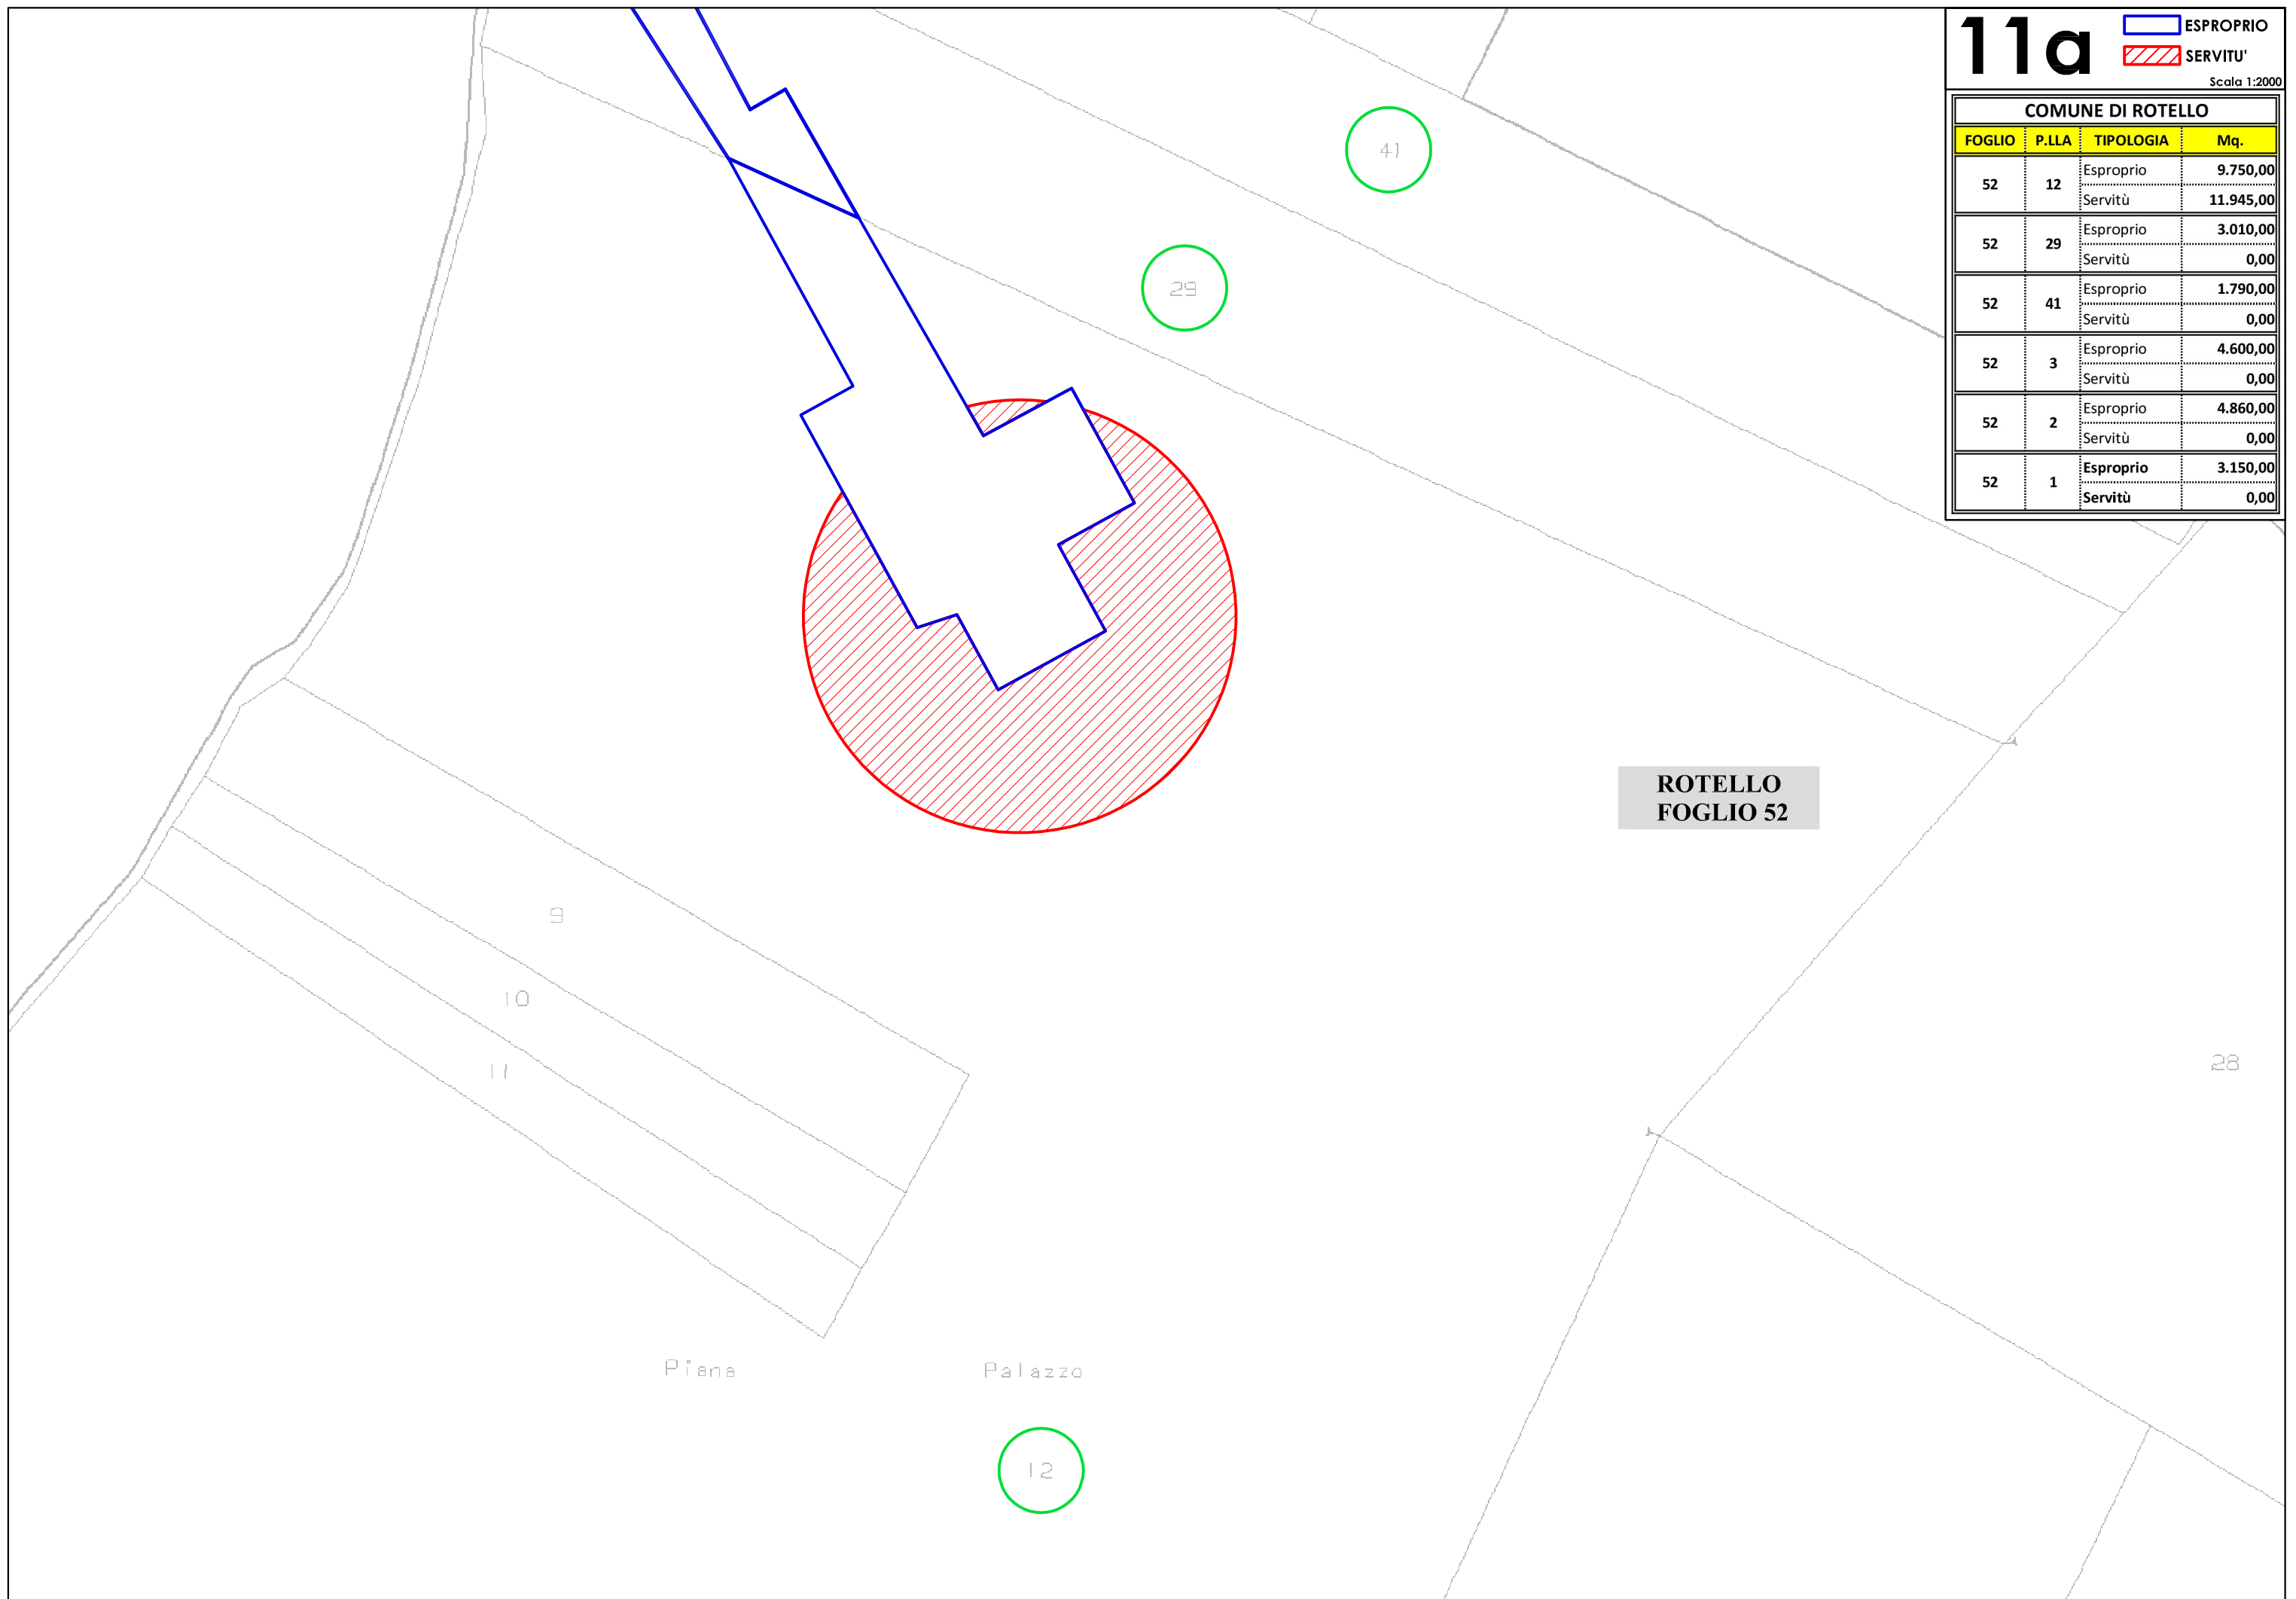 11a
ESPROPRIO
SERVITU'
Scala 1:2000
COMUNE DI ROTELLO
FOGLIO P.LLA TIPOLOGIA Mq.
52 12 Esproprio 9.750,00
Servitù 11.945,00
52 29 Esproprio 3.010,00
Servitù 0,00
52 41 Esproprio 1.790,00
Servitù 0,00
52 3 Esproprio 4.600,00
Servitù 0,00
52 2 Esproprio 4.860,00
Servitù 0,00
52 1 Esproprio 3.150,00
Servitù 0,00
41
29
ROTELLO
FOGLIO 52
9
10
11
28
Piana Palazzo
12